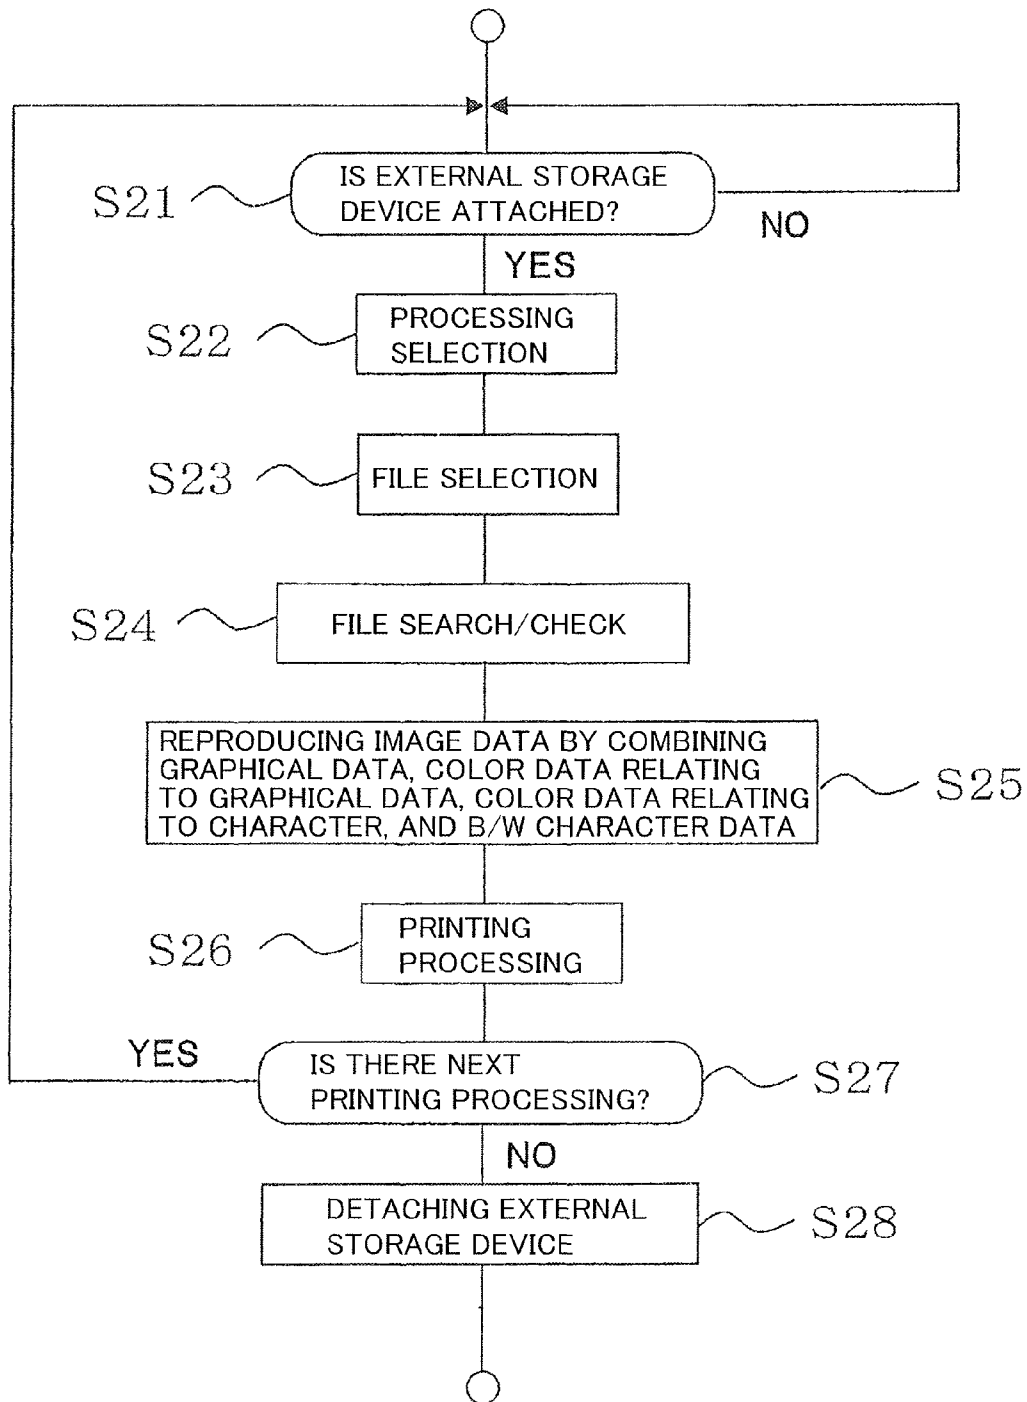 S21
IS EXTERNAL STORAGE
DEVICE ATTACHED?
NO
YES
S22
PROCESSING
SELECTION
S23
FILE SELECTION
S24
FILE SEARCH/CHECK
REPRODUCING IMAGE DATA BY COMBINING
GRAPHICAL DATA, COLOR DATA RELATING
TO GRAPHICAL DATA, COLOR DATA RELATING
TO CHARACTER, AND B/W CHARACTER DATA
S25
S26
PRINTING
PROCESSING
YES
IS THERE NEXT
PRINTING PROCESSING?
S27
NO
DETACHING EXTERNAL
STORAGE DEVICE
S28